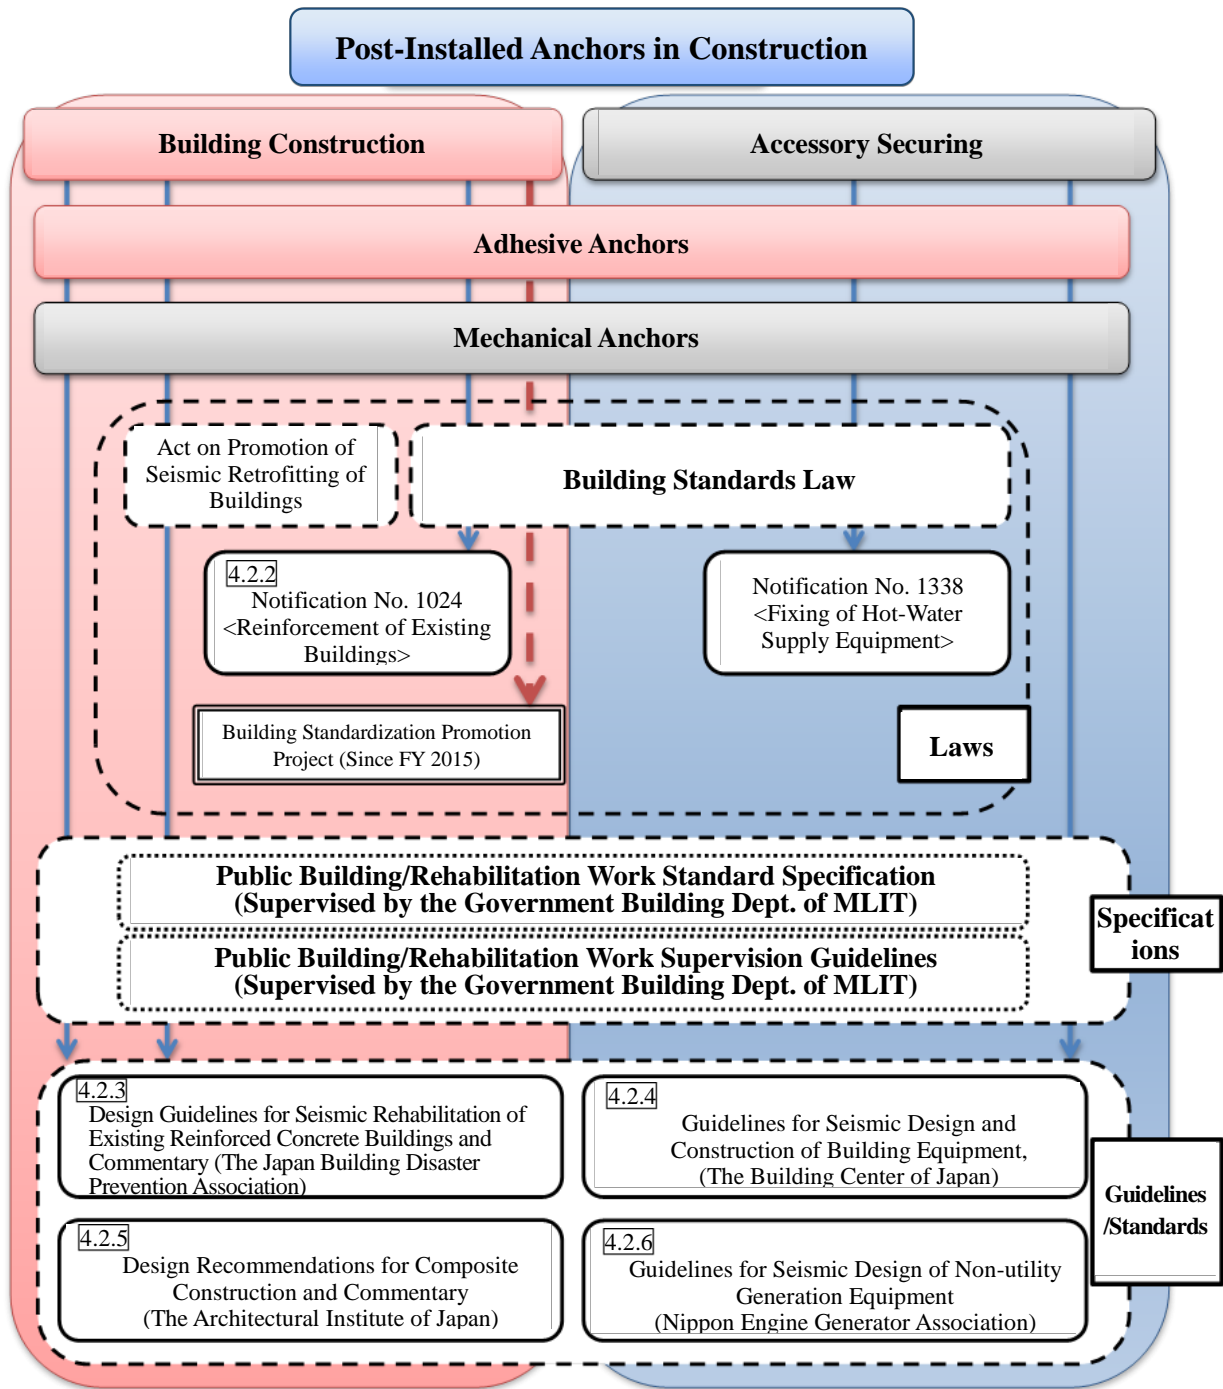 Post-Installed Anchors in Construction
Building Construction
Accessory Securing
Adhesive Anchors
Mechanical Anchors
Act on Promotion of
Seismic Retrofitting of
Buildings
Building Standards Law
4.2.2
Notification No. 1024
<Reinforcement of Existing
Buildings>
Notification No. 1338
<Fixing of Hot-Water
Supply Equipment>
Building Standardization Promotion
Project (Since FY 2015)
Laws
Public Building/Rehabilitation Work Standard Specification
(Supervised by the Government Building Dept. of MLIT)
Public Building/Rehabilitation Work Supervision Guidelines
(Supervised by the Government Building Dept. of MLIT)
Specificat
ions
4.2.3
Design Guidelines for Seismic Rehabilitation of
Existing Reinforced Concrete Buildings and
Commentary (The Japan Building Disaster
Prevention Association)
4.2.4
Guidelines for Seismic Design and
Construction of Building Equipment,
(The Building Center of Japan)
Guidelines
/Standards
4.2.5
Design Recommendations for Composite
Construction and Commentary
(The Architectural Institute of Japan)
4.2.6
Guidelines for Seismic Design of Non-utility
Generation Equipment
(Nippon Engine Generator Association)